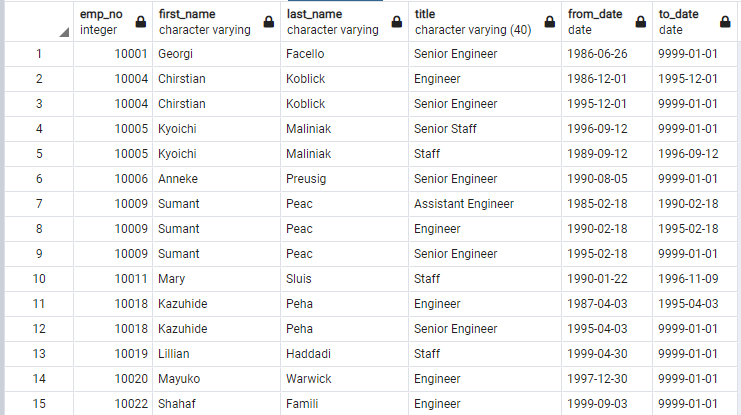 emp_no first_name last_name title from_date to_date
integer character varying character varying character varying (40) date date
1 10001 Georgi Facello Senior Engineer 1986-06-26 9999-01-01
2 10004 Chirstian Koblick Engineer 1986-12-01 1995-12-01
3 10004 Chirstian Koblick Senior Engineer 1995-12-01 9999-01-01
4 10005 Kyoichi Maliniak Senior Staff 1996-09-12 9999-01-01
5 10005 Kyoichi Maliniak Staff 1989-09-12 1996-09-12
6 10006 Anneke Preusig Senior Engineer 1990-08-05 9999-01-01
7 10009 Sumant Peac Assistant Engineer 1985-02-18 1990-02-18
8 10009 Sumant Peac Engineer 1990-02-18 1995-02-18
9 10009 Sumant Peac Senior Engineer 1995-02-18 9999-01-01
10 10011 Mary Sluis Staff 1990-01-22 1996-11-09
11 10018 Kazuhide Peha Engineer 1987-04-03 1995-04-03
12 10018 Kazuhide Peha Senior Engineer 1995-04-03 9999-01-01
13 10019 Lillian Haddadi Staff 1999-04-30 9999-01-01
14 10020 Mayuko Warwick Engineer 1997-12-30 9999-01-01
15 10022 Shahaf Famili Engineer 1999-09-03 9999-01-01